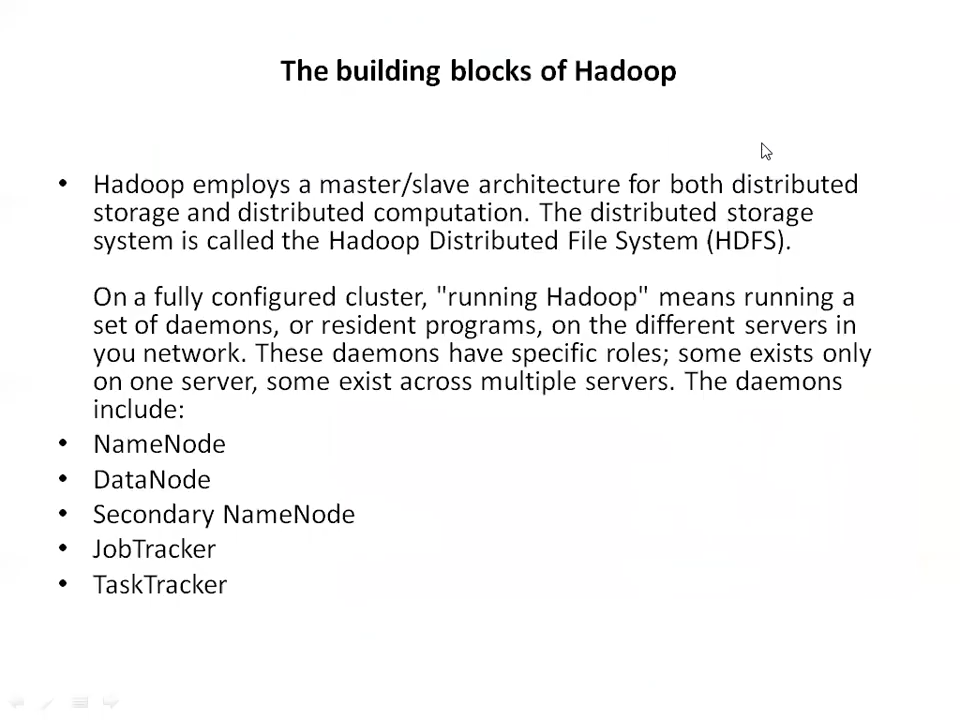 The building blocks of Hadoop
• Hadoop employs a master/slave architecture for both distributed
storage and distributed computation. The distributed storage
system is called the Hadoop Distributed File System (HDFS).
On a fully configured cluster, "running Hadoop" means running a
set of daemons, or resident programs, on the different servers in
you network. These daemons have specific roles; some exists only
on one server, some exist across multiple servers. The daemons
include:
• NameNode
• DataNode
• Secondary NameNode
• JobTracker
• TaskTracker